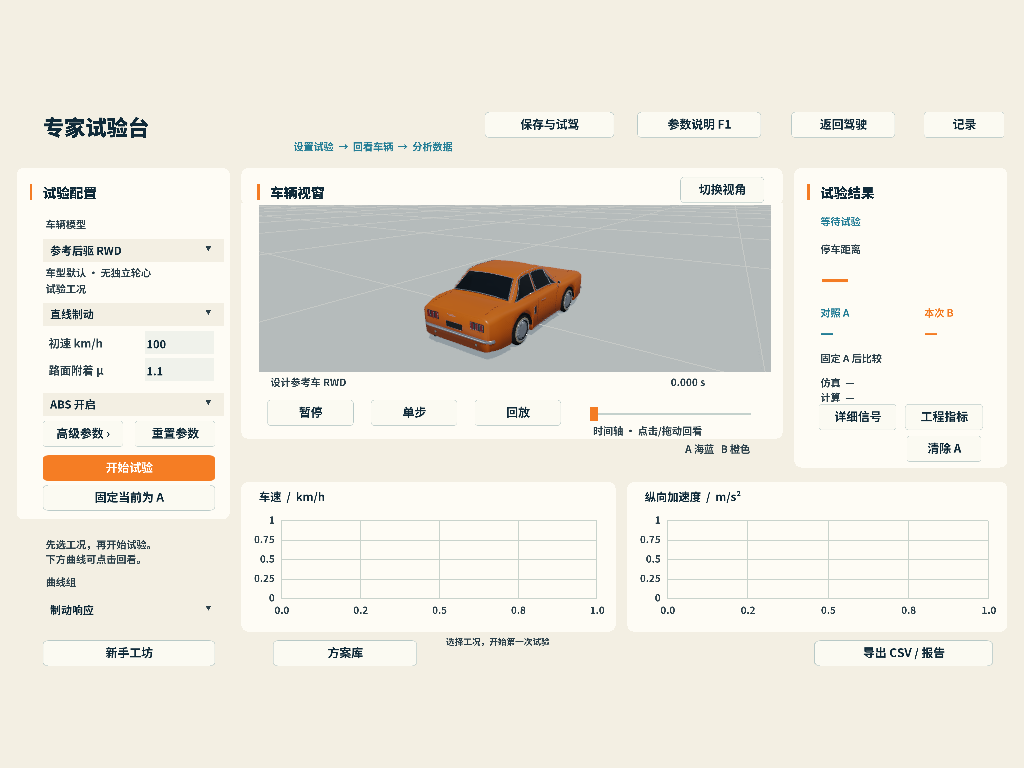 专家试验台
设置试验 → 回看车辆 → 分析数据
保存与试驾
参数说明 F1
返回驾驶
记录
试验配置
车辆模型
参考后驱 RWD
车型默认 · 无独立轮心
试验工况
直线制动
初速 km/h 100
路面附着 μ 1.1
ABS 开启
高级参数 › 重置参数
开始试验
固定当前为 A
先选工况，再开始试验。
下方曲线可点击回看。
曲线组
制动响应
新手工坊
车辆视窗
切换视角
设计参考车 RWD 0.000 s
暂停 单步 回放
时间轴 · 点击/拖动回看
A 海蓝 B 橙色
试验结果
等待试验
停车距离
—
对照 A 本次 B
— —
固定 A 后比较
仿真 —
计算 —
详细信号 工程指标
清除 A
车速 / km/h
1
0.75
0.5
0.25
0
0.0 0.2 0.5 0.8 1.0
纵向加速度 / m/s²
1
0.75
0.5
0.25
0
0.0 0.2 0.5 0.8 1.0
方案库
选择工况，开始第一次试验
导出 CSV / 报告